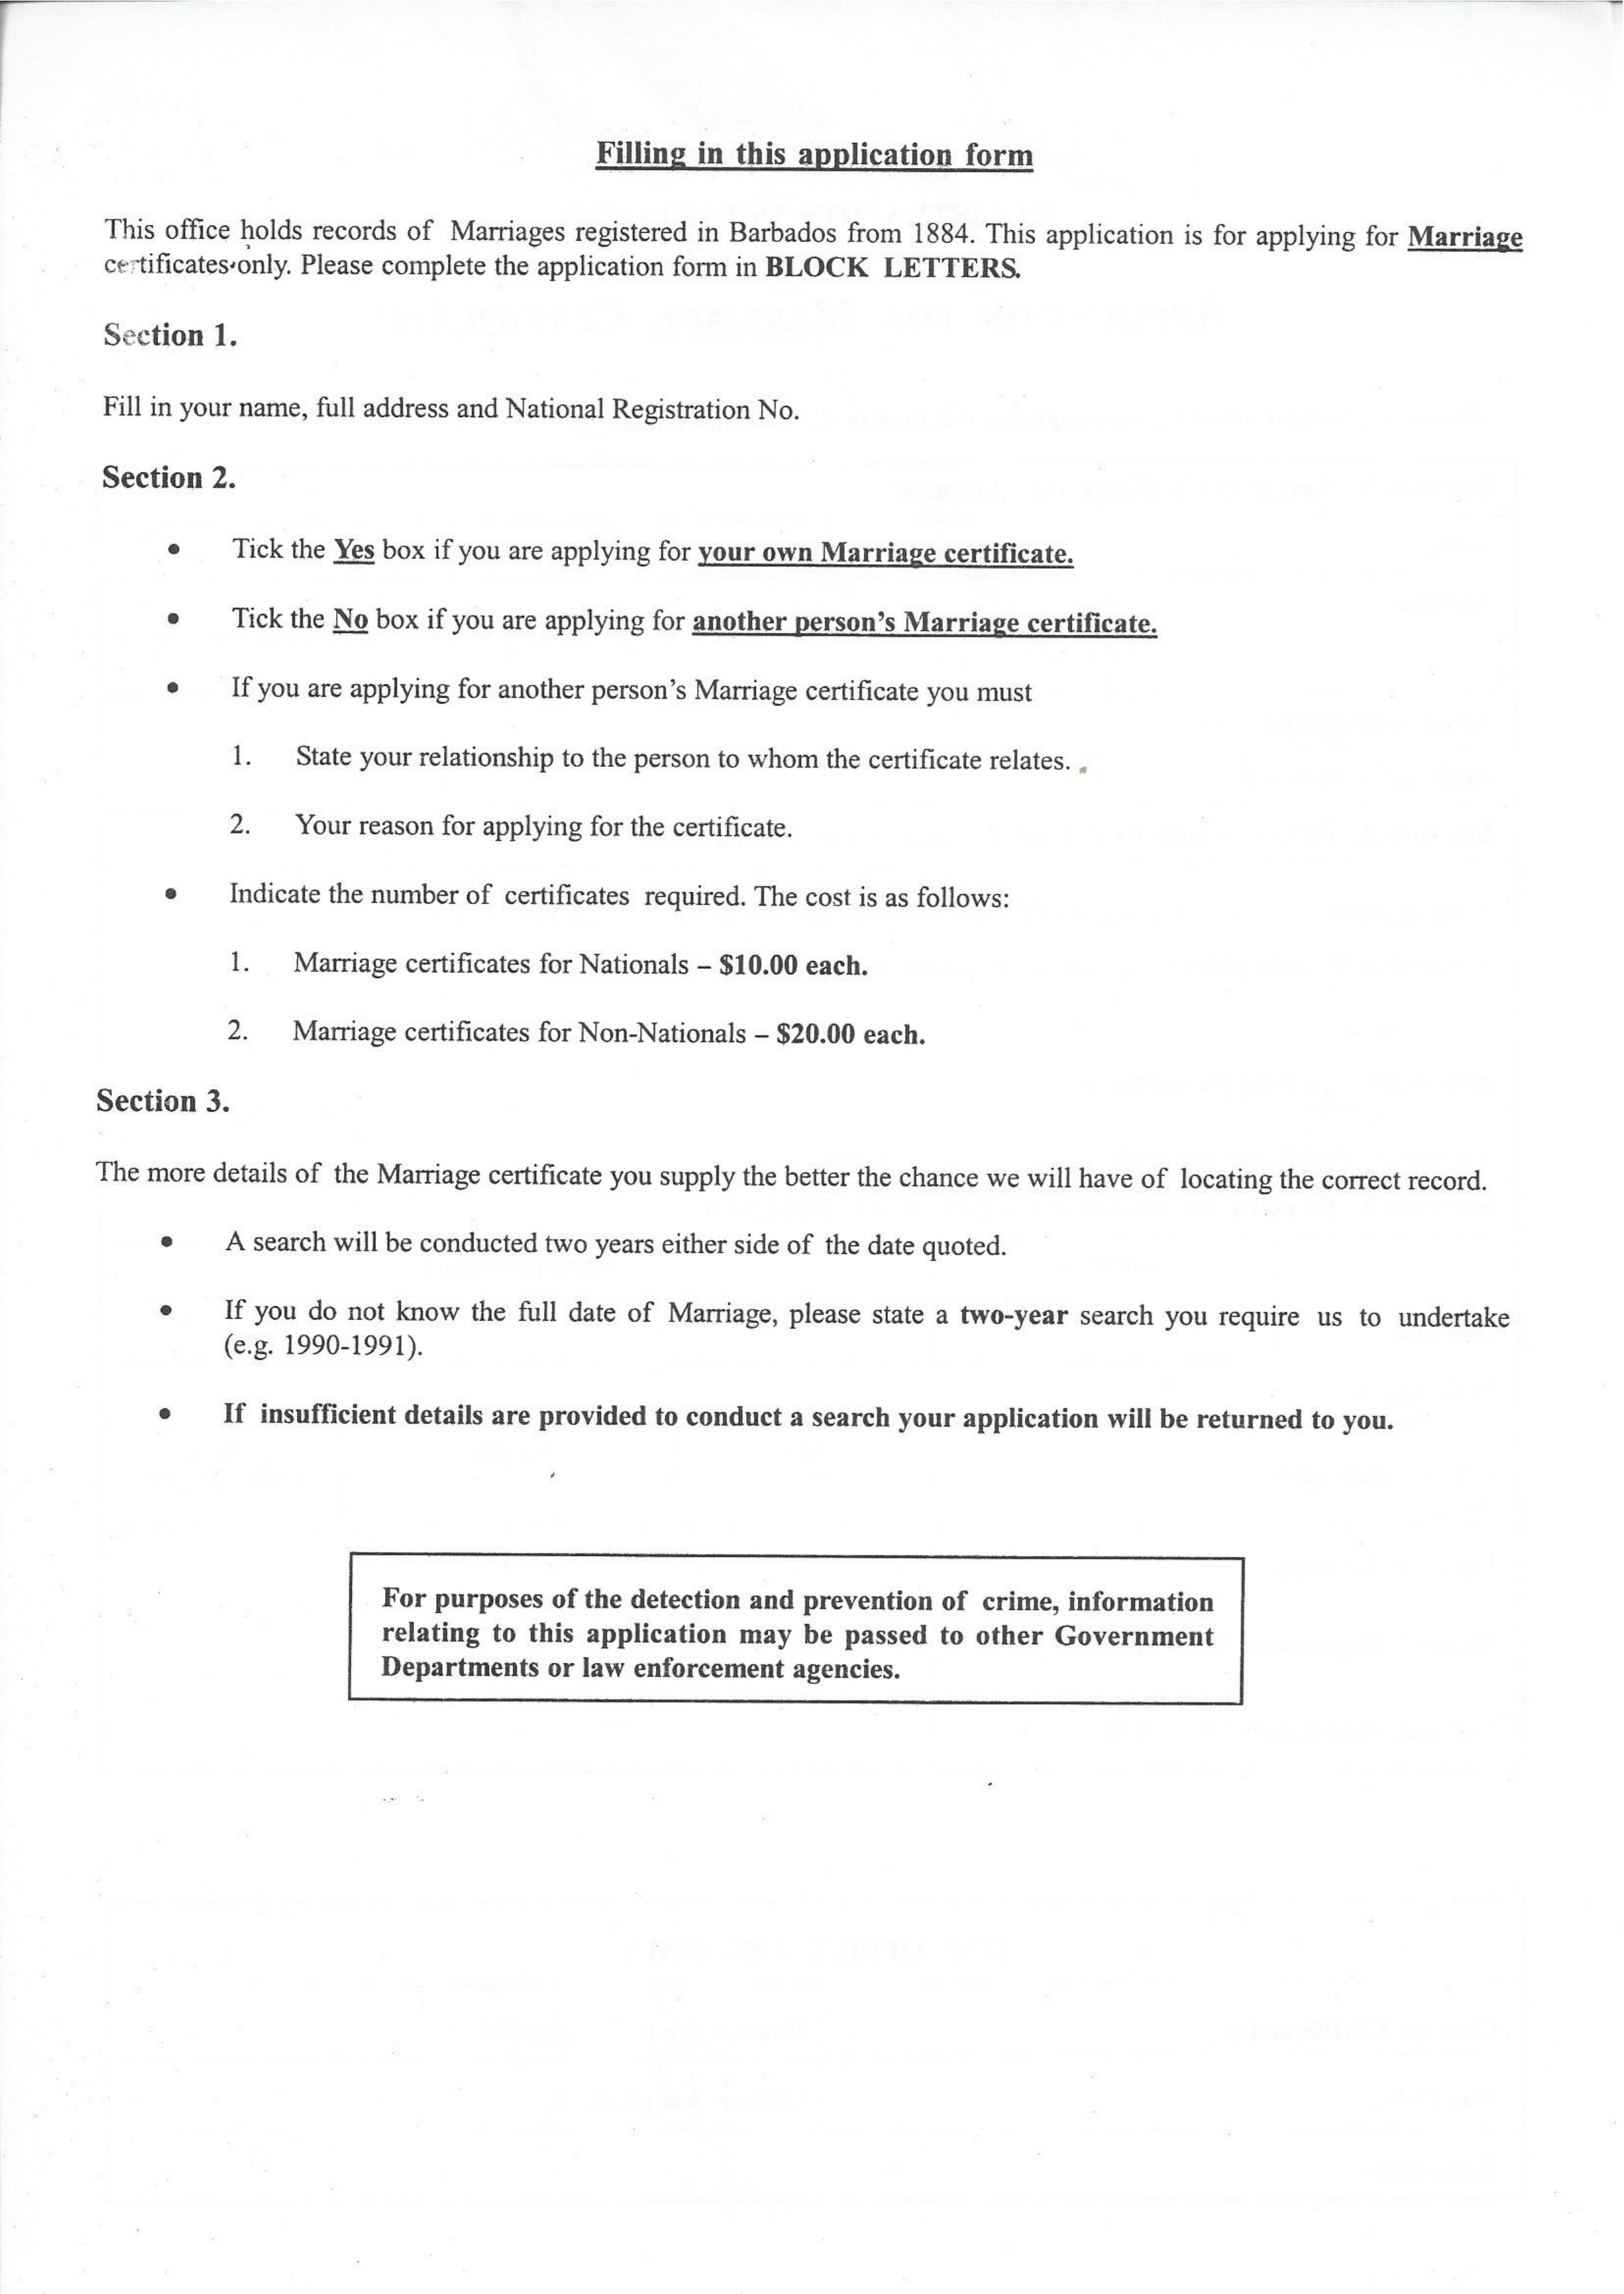 Filling in this application form
This office holds records of Marriages registered in Barbados from 1884. This application is for applying for Marriage
certificates only. Please complete the application form in BLOCK LETTERS.
Section 1.
Fill in your name, full address and National Registration No.
Section 2.
• Tick the Yes box if you are applying for your own Marriage certificate.
• Tick the No box if you are applying for another person's Marriage certificate.
• If you are applying for another person's Marriage certificate you must
1. State your relationship to the person to whom the certificate relates.
2. Your reason for applying for the certificate.
• Indicate the number of certificates required. The cost is as follows:
1. Marriage certificates for Nationals – $10.00 each.
2. Marriage certificates for Non-Nationals – $20.00 each.
Section 3.
The more details of the Marriage certificate you supply the better the chance we will have of locating the correct record.
• A search will be conducted two years either side of the date quoted.
• If you do not know the full date of Marriage, please state a two-year search you require us to undertake
(e.g. 1990-1991).
• If insufficient details are provided to conduct a search your application will be returned to you.
For purposes of the detection and prevention of crime, information
relating to this application may be passed to other Government
Departments or law enforcement agencies.